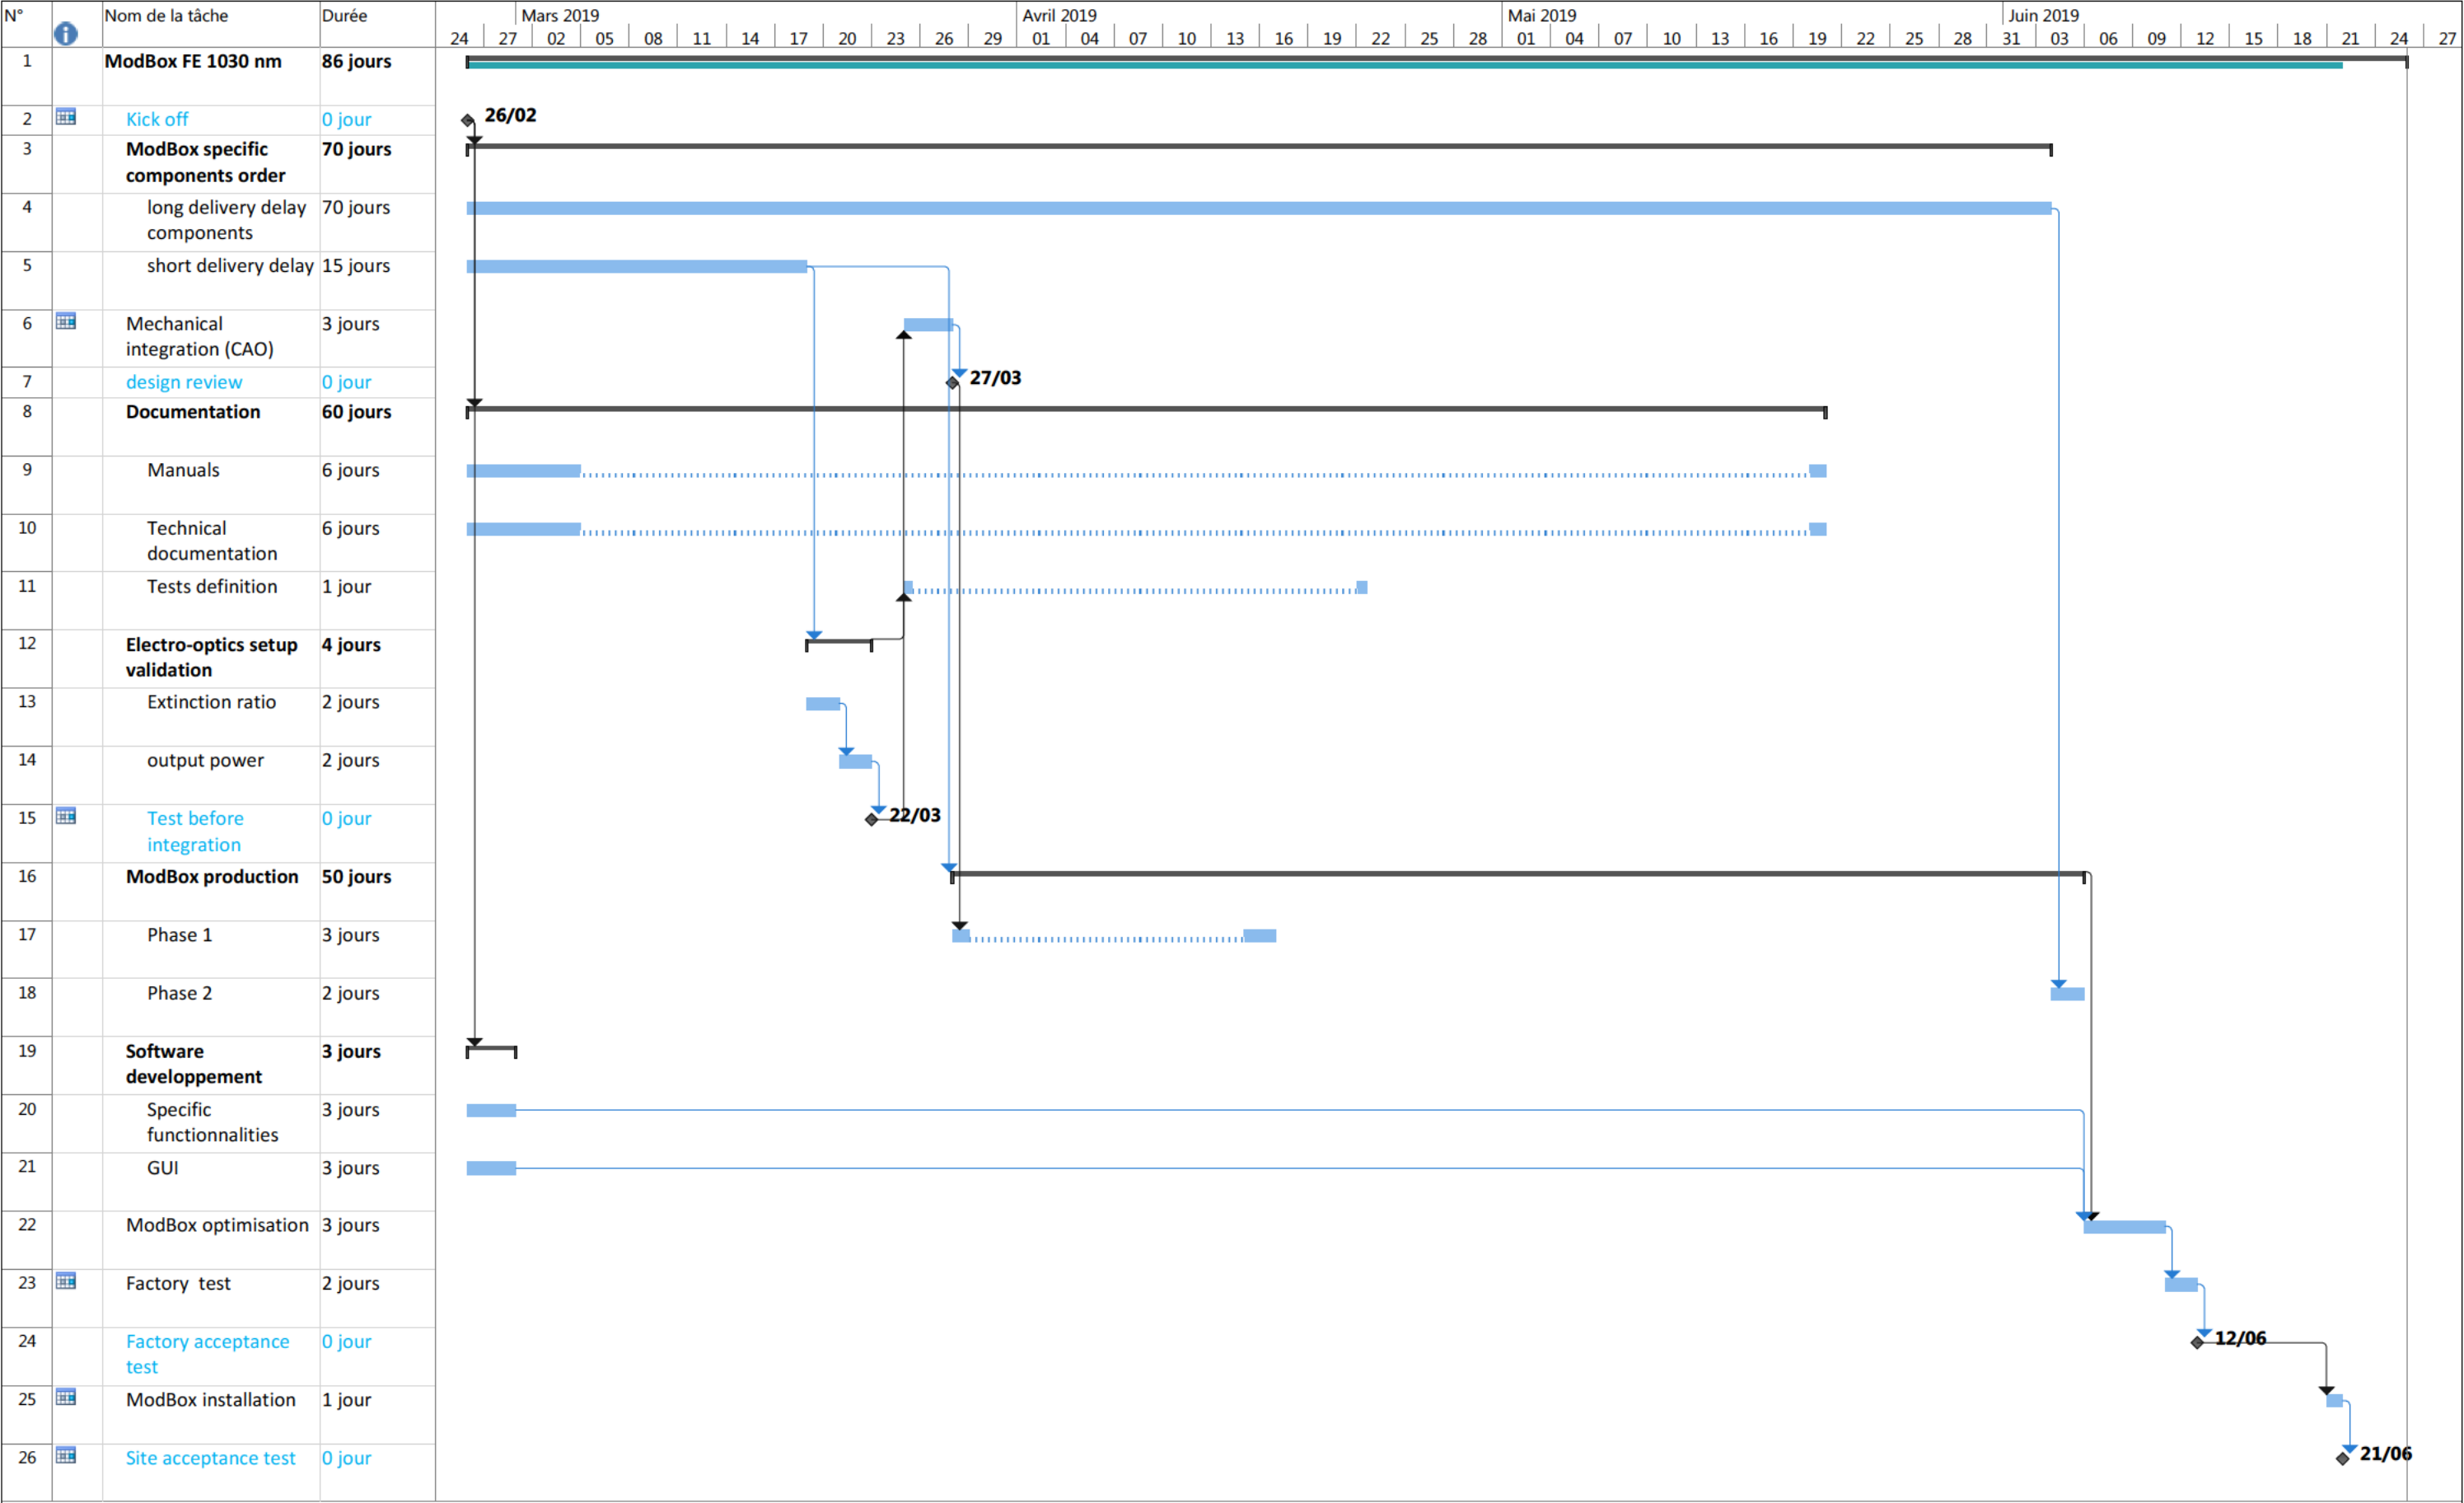 N° Nom de la tâche Durée Mars 2019 Avril 2019 Mai 2019 Juin 2019
24 27 02 05 08 11 14 17 20 23 26 29 01 04 07 10 13 16 19 22 25 28 01 04 07 10 13 16 19 22 25 28 31 03 06 09 12 15 18 21 24 27
1 ModBox FE 1030 nm 86 jours
2 Kick off 0 jour 26/02
3 ModBox specific 70 jours
components order
4 long delivery delay 70 jours
components
5 short delivery delay 15 jours
6 Mechanical 3 jours
integration (CAO)
7 design review 0 jour 27/03
8 Documentation 60 jours
9 Manuals 6 jours
10 Technical 6 jours
documentation
11 Tests definition 1 jour
12 Electro-optics setup 4 jours
validation
13 Extinction ratio 2 jours
14 output power 2 jours
15 Test before 0 jour 22/03
integration
16 ModBox production 50 jours
17 Phase 1 3 jours
18 Phase 2 2 jours
19 Software 3 jours
developpement
20 Specific 3 jours
functionnalities
21 GUI 3 jours
22 ModBox optimisation 3 jours
23 Factory test 2 jours
24 Factory acceptance 0 jour 12/06
test
25 ModBox installation 1 jour
26 Site acceptance test 0 jour 21/06